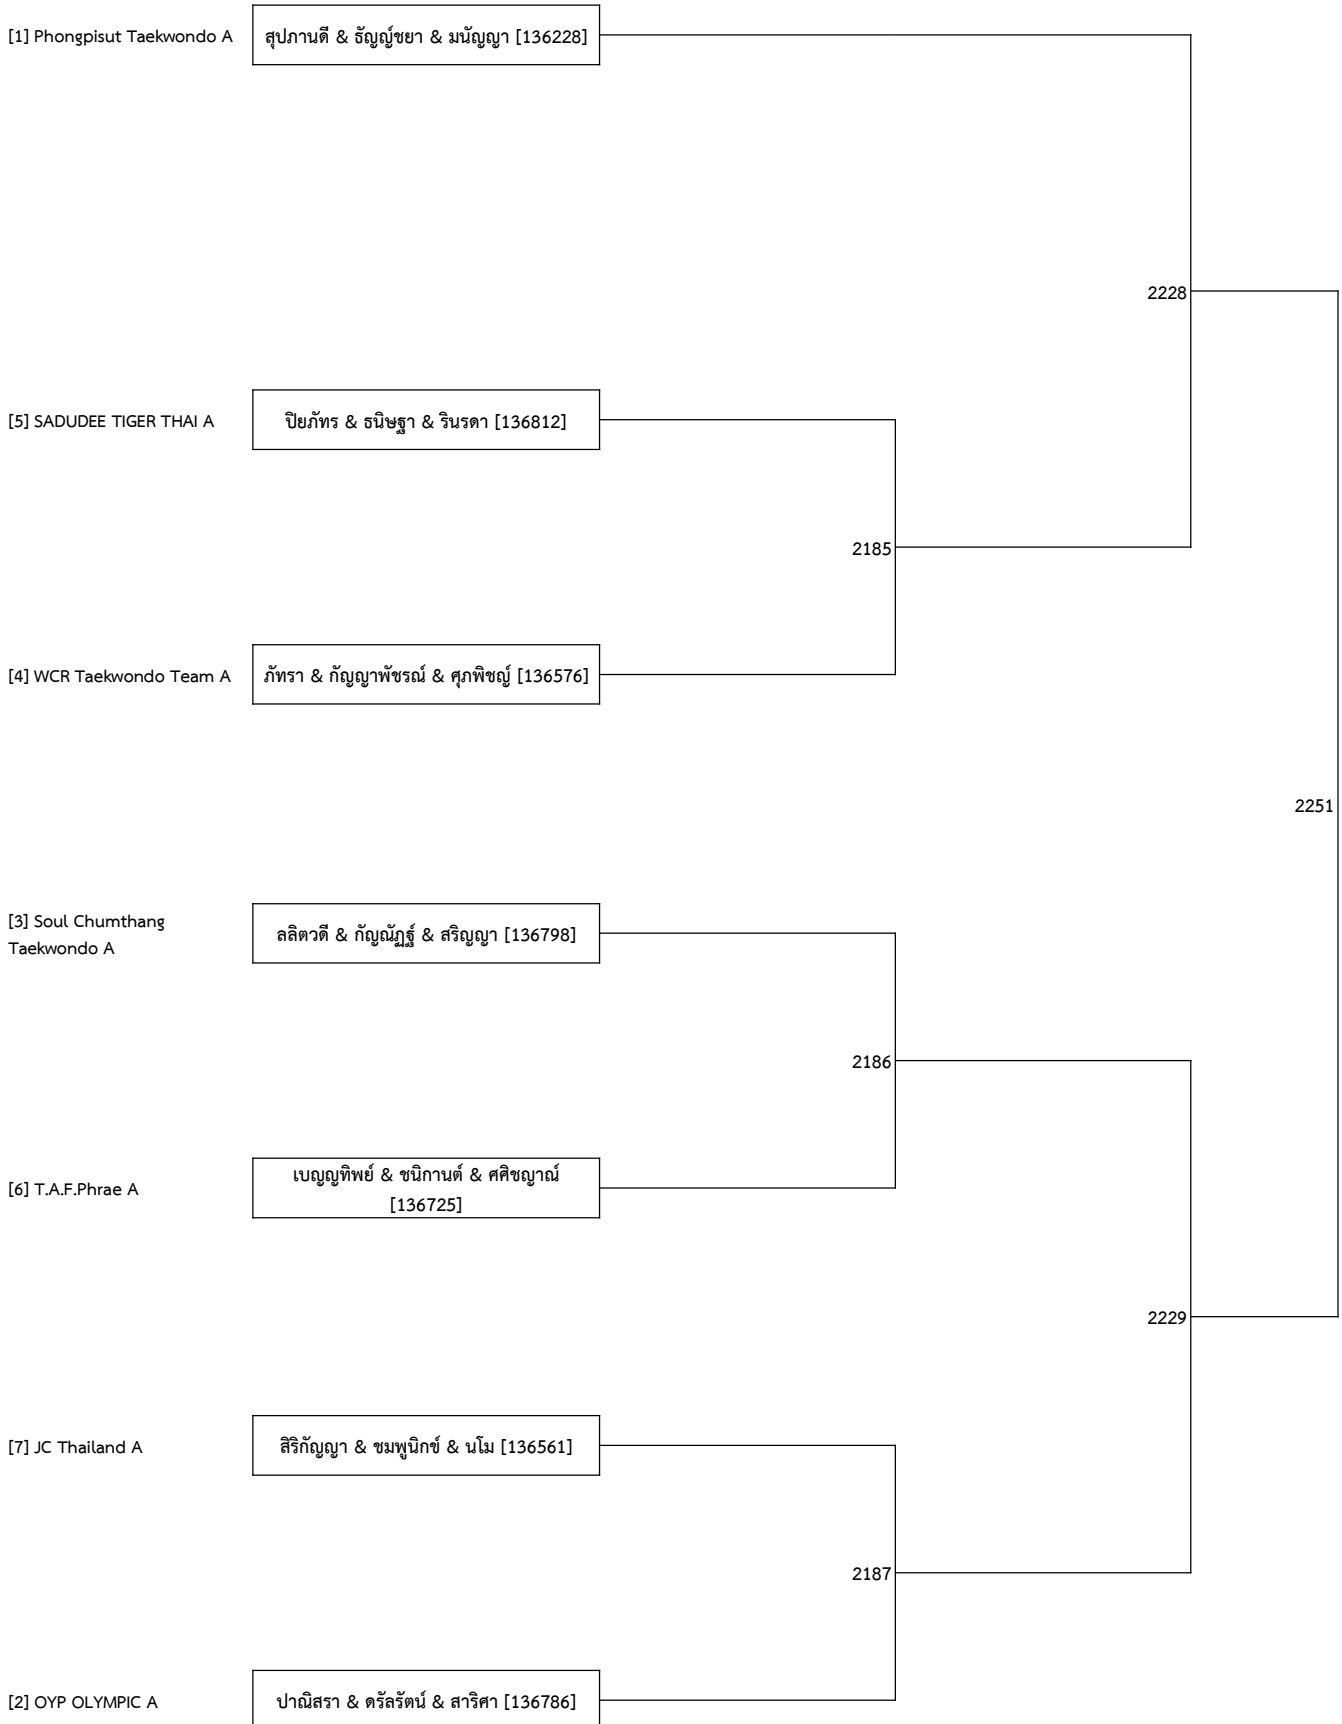 [1] Phongpisut Taekwondo A
สุปภานดี & ธัญญ์ชยา & มนัญญา [136228]
2228
[5] SADUDEE TIGER THAI A
ปิยภัทร & ธนิษฐา & รินรดา [136812]
2185
[4] WCR Taekwondo Team A
ภัทรา & กัญญาพัชรณ์ & ศุภพิชญ์ [136576]
2251
[3] Soul Chumthang
Taekwondo A
ลลิตวดี & กัญณัฏฐ์ & สริญญา [136798]
2186
[6] T.A.F.Phrae A
เบญญทิพย์ & ชนิกานต์ & ศศิชญาณ์
[136725]
2229
[7] JC Thailand A
สิริกัญญา & ชมพูนิกข์ & นโม [136561]
2187
[2] OYP OLYMPIC A
ปาณิสรา & ดรัลรัตน์ & สาริศา [136786]